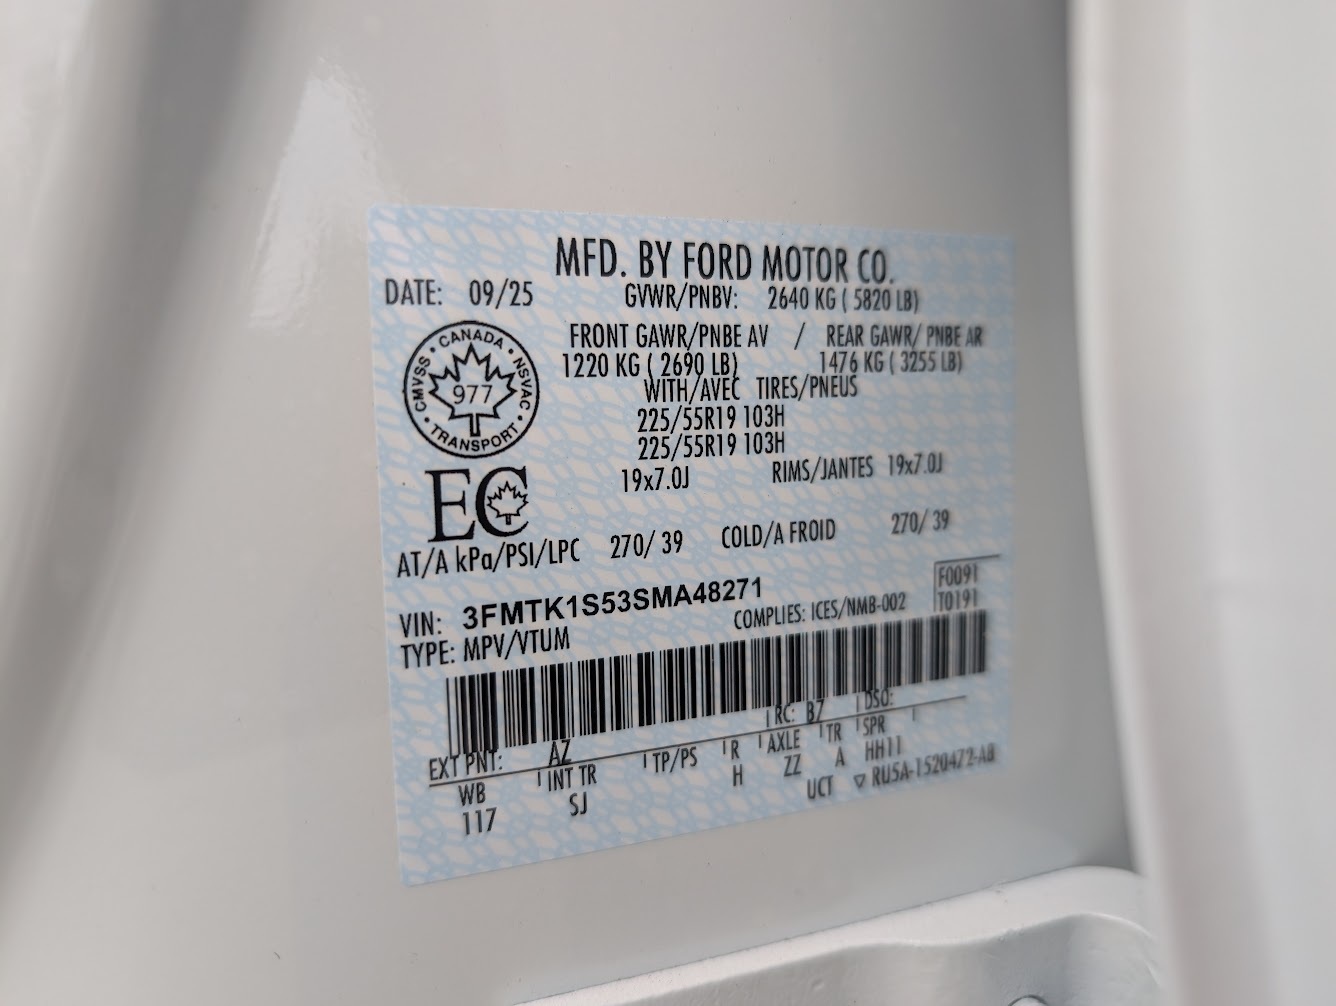 MFD. BY FORD MOTOR CO.
DATE: 09/25 GVWR/PNBV: 2640 KG ( 5820 LB)
FRONT GAWR/PNBE AV / REAR GAWR/ PNBE AR
1220 KG ( 2690 LB) 1476 KG ( 3255 LB)
WITH/AVEC TIRES/PNEUS
225/55R19 103H
225/55R19 103H
19x7.0J RIMS/JANTES 19x7.0J
CANADA
CMVSS NSVAC
977
TRANSPORT
EC
AT/A kPa/PSI/LPC 270/ 39 COLD/A FROID 270/ 39
VIN: 3FMTK1S53SMA48271
F0091
T0191
TYPE: MPV/VTUM COMPLIES: ICES/NMB-002
EXT PNT: AZ RC: B7 DSO:
WB INT TR TP/PS R AXLE TR SPR
117 SJ H ZZ A HH11
UCT ▽ RU5A-1520472-AB